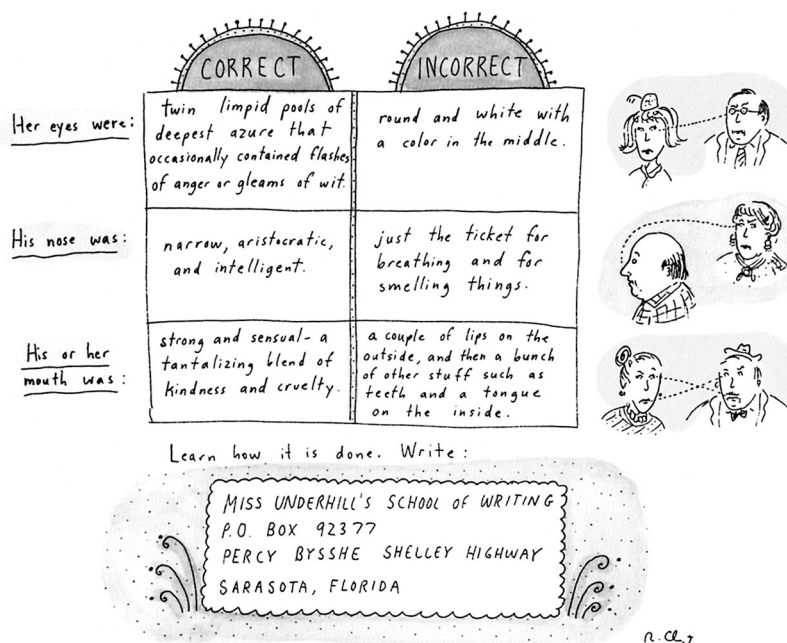 CORRECT
INCORRECT
Her eyes were:
twin limpid pools of
deepest azure that
occasionally contained flashes
of anger or gleams of wit.
round and white with
a color in the middle.
His nose was:
narrow, aristocratic,
and intelligent.
just the ticket for
breathing and for
smelling things.
His or her
mouth was:
strong and sensual - a
tantalizing blend of
kindness and cruelty.
a couple of lips on the
outside, and then a bunch
of other stuff such as
teeth and a tongue
on the inside.
Learn how it is done. Write:
MISS UNDERHILL'S SCHOOL OF WRITING
P.O. BOX 92377
PERCY BYSSHE SHELLEY HIGHWAY
SARASOTA, FLORIDA